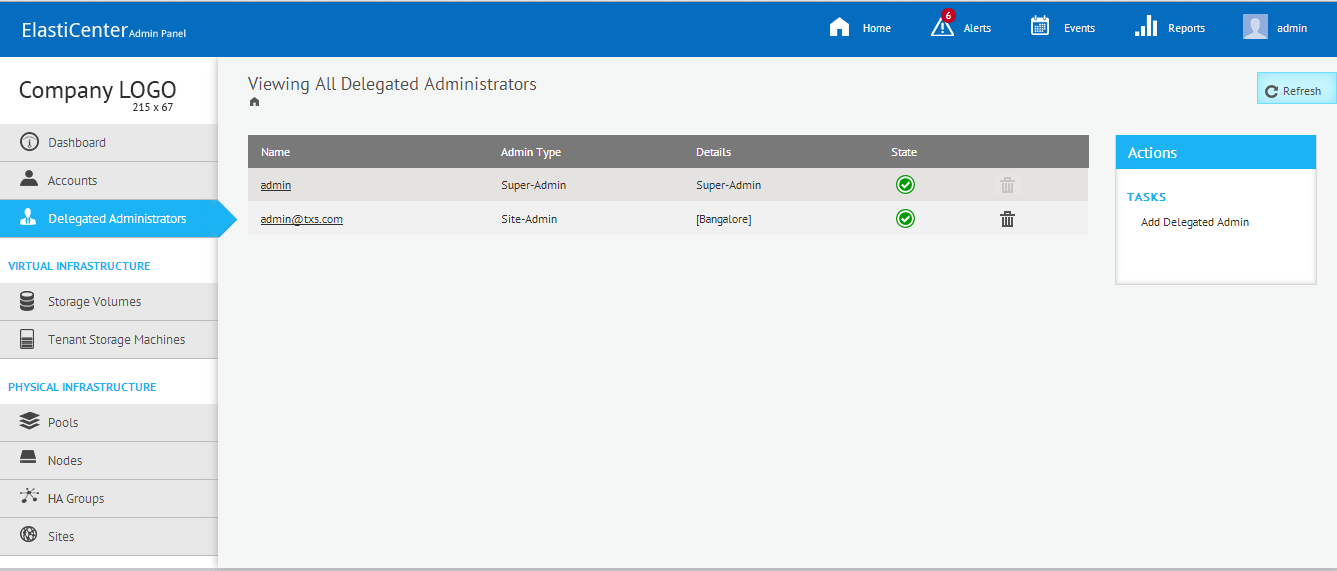 ElastiCenter Admin Panel
Home
6
Alerts
Events
Reports
admin
Company LOGO
215 x 67
Dashboard
Accounts
Delegated Administrators
VIRTUAL INFRASTRUCTURE
Storage Volumes
Tenant Storage Machines
PHYSICAL INFRASTRUCTURE
Pools
Nodes
HA Groups
Sites
Viewing All Delegated Administrators
Refresh
Name Admin Type Details State
admin Super-Admin Super-Admin
admin@txs.com Site-Admin [Bangalore]
Actions
TASKS
Add Delegated Admin